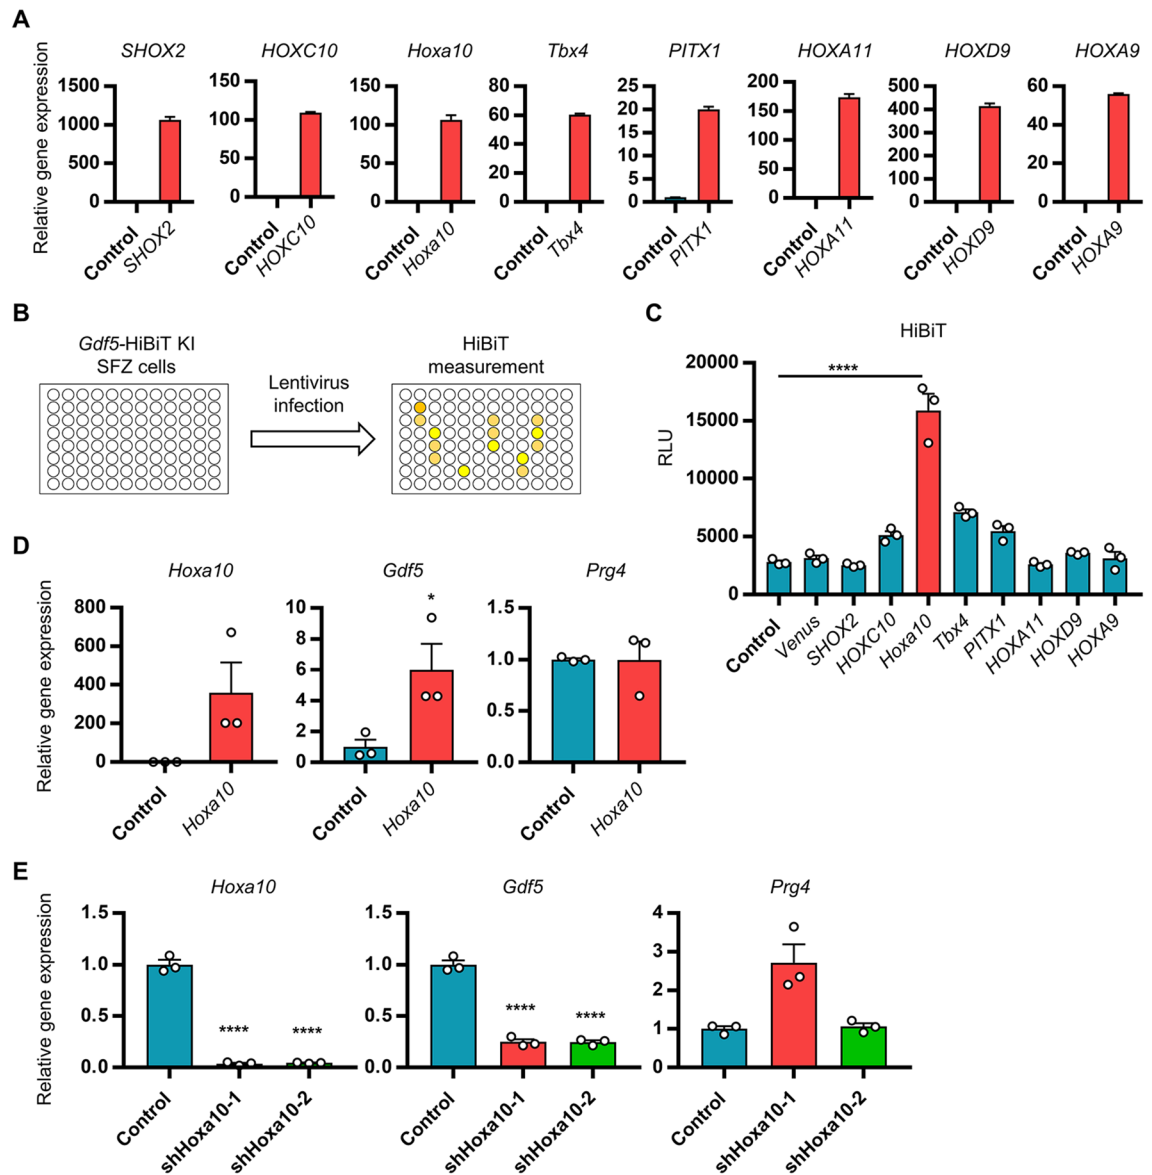 A
SHOX2 HOXC10 Hoxa10 Tbx4 PITX1 HOXA11 HOXD9 HOXA9
Relative gene expression
1500
1000
500
0
Control
SHOX2
150
100
50
0
Control
HOXC10
150
100
50
0
Control
Hoxa10
80
60
40
20
0
Control
Tbx4
25
20
15
10
5
0
Control
PITX1
200
150
100
50
0
Control
HOXA11
500
400
300
200
100
0
Control
HOXD9
60
40
20
0
Control
HOXA9
B
Gdf5-HiBiT KI
SFZ cells
Lentivirus
infection
HiBiT
measurement
C
HiBiT
RLU
20000
15000
10000
5000
0
****
Control
Venus
SHOX2
HOXC10
Hoxa10
Tbx4
PITX1
HOXA11
HOXD9
HOXA9
D
Relative gene expression
Hoxa10
800
600
400
200
0
Control
Hoxa10
Gdf5
10
8
6
4
2
0
*
Control
Hoxa10
Prg4
1.5
1.0
0.5
0.0
Control
Hoxa10
E
Relative gene expression
Hoxa10
1.5
1.0
0.5
0.0
**** ****
Control
shHoxa10-1
shHoxa10-2
Gdf5
1.5
1.0
0.5
0.0
**** ****
Control
shHoxa10-1
shHoxa10-2
Prg4
4
3
2
1
0
Control
shHoxa10-1
shHoxa10-2